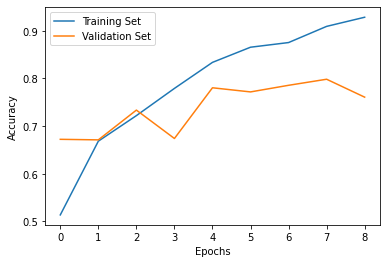 Training Set
Validation Set
Accuracy
0.9
0.8
0.7
0.6
0.5
0 1 2 3 4 5 6 7 8
Epochs